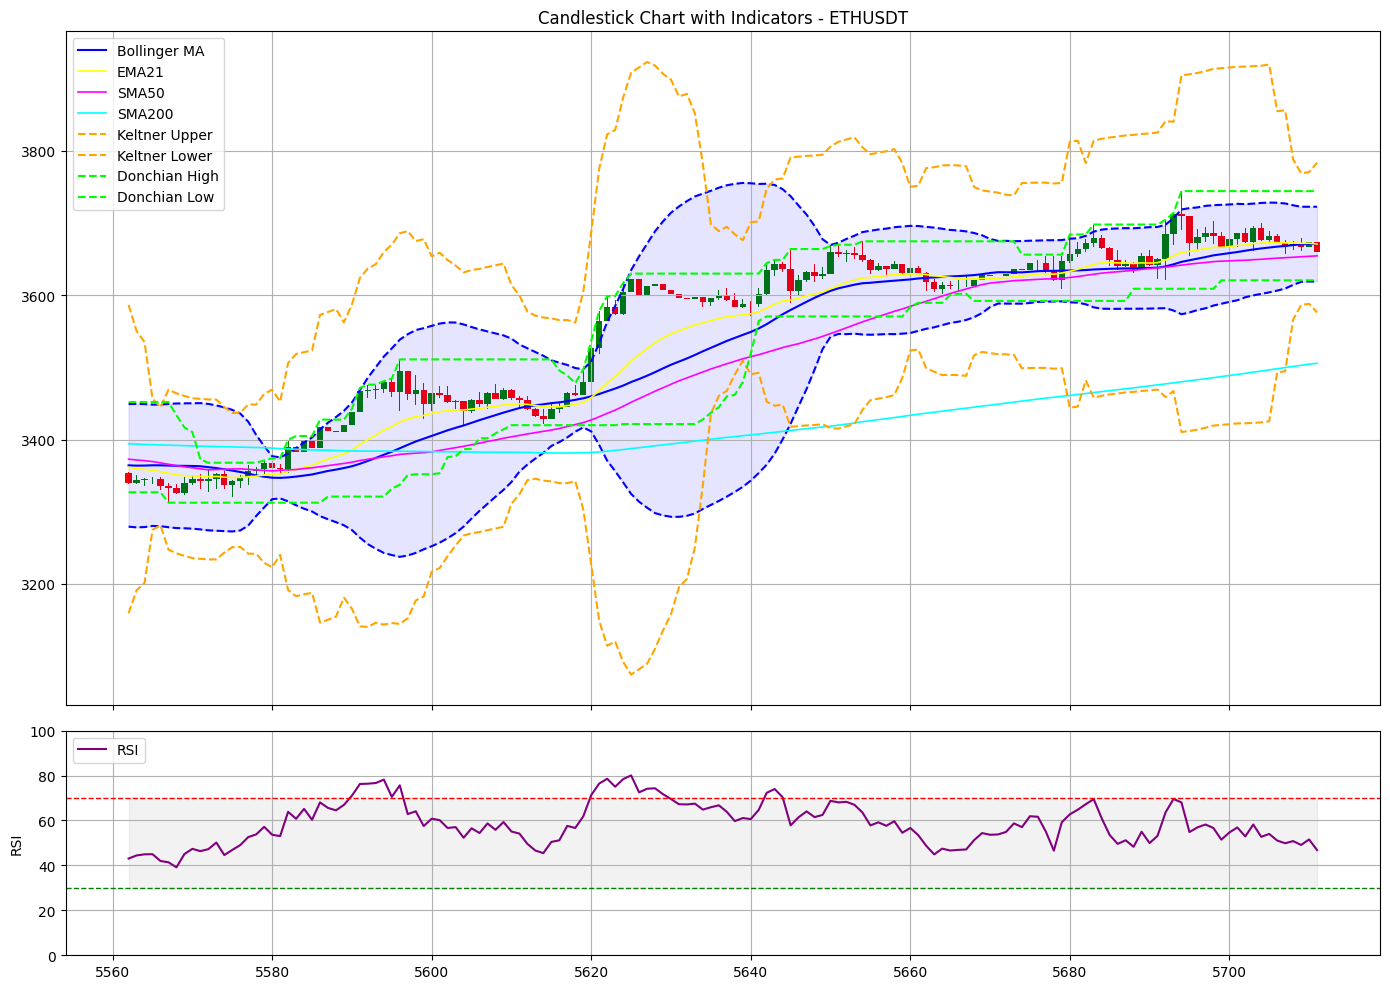 Candlestick Chart with Indicators - ETHUSDT
Bollinger MA
EMA21
SMA50
SMA200
Keltner Upper
Keltner Lower
Donchian High
Donchian Low
3800
3600
3400
3200
RSI
100
80
60
40
20
0
RSI
5560 5580 5600 5620 5640 5660 5680 5700